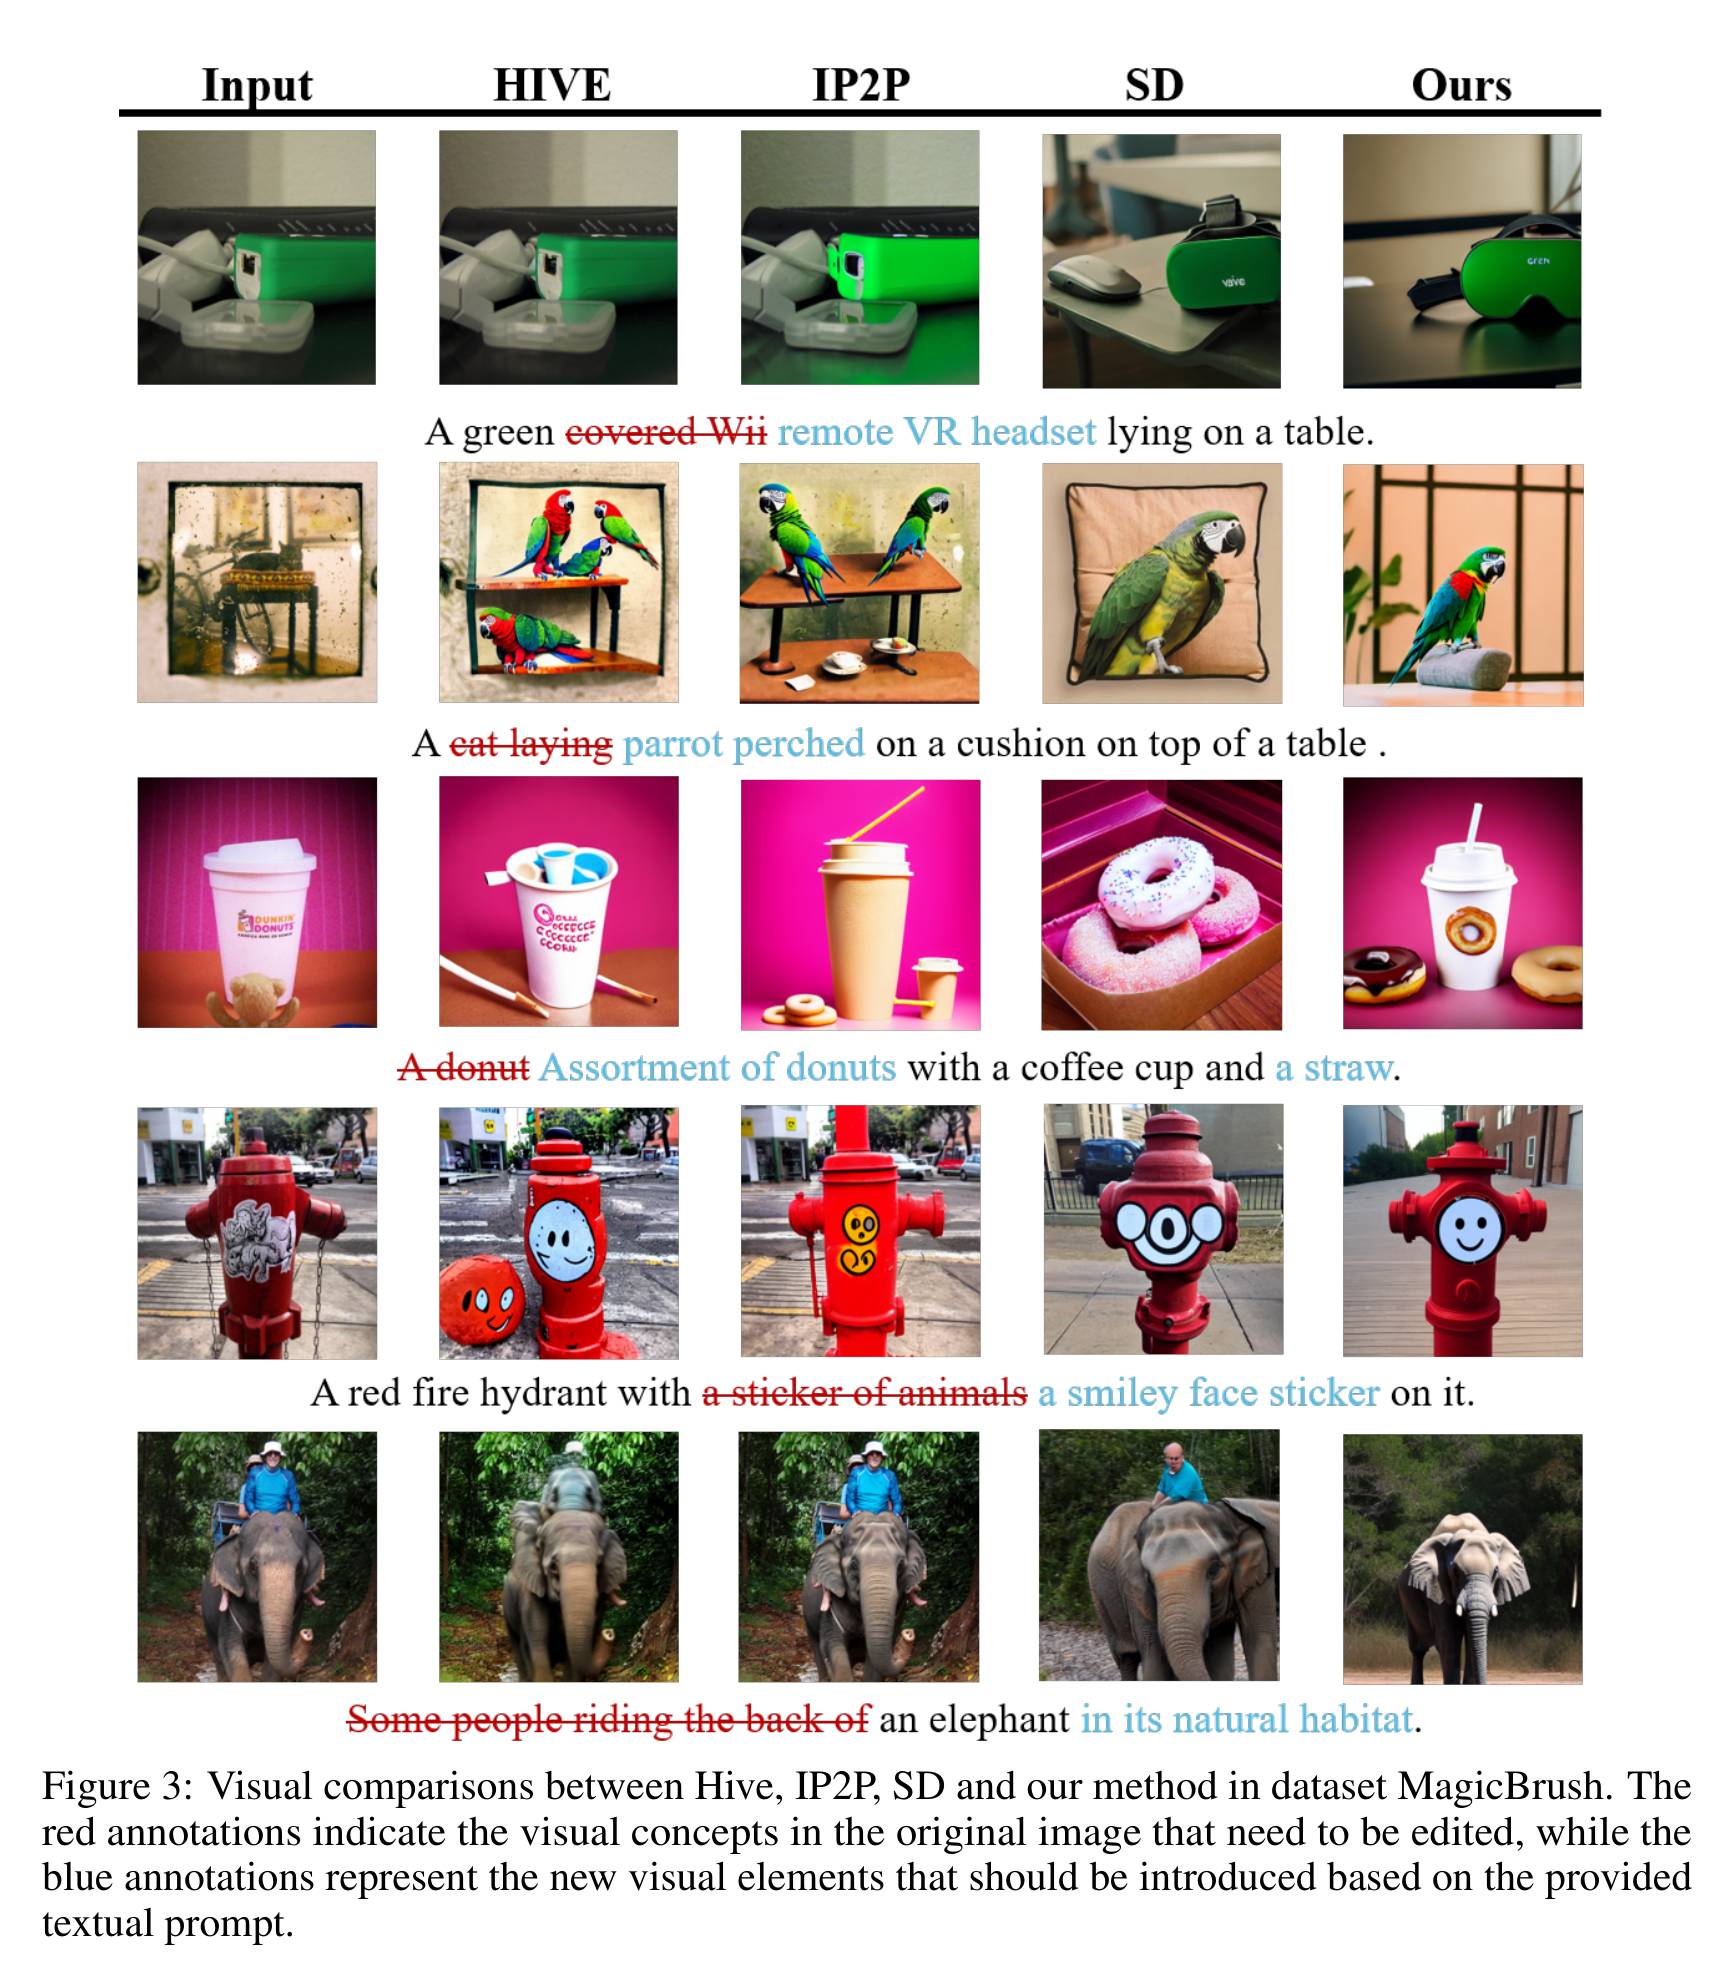 Input HIVE IP2P SD Ours
vaive
GREN
A green covered Wii remote VR headset lying on a table.
A cat laying parrot perched on a cushion on top of a table .
DUNKIN'
DONUTS
A donut Assortment of donuts with a coffee cup and a straw.
A red fire hydrant with a sticker of animals a smiley face sticker on it.
Some people riding the back of an elephant in its natural habitat.
Figure 3: Visual comparisons between Hive, IP2P, SD and our method in dataset MagicBrush. The
red annotations indicate the visual concepts in the original image that need to be edited, while the
blue annotations represent the new visual elements that should be introduced based on the provided
textual prompt.